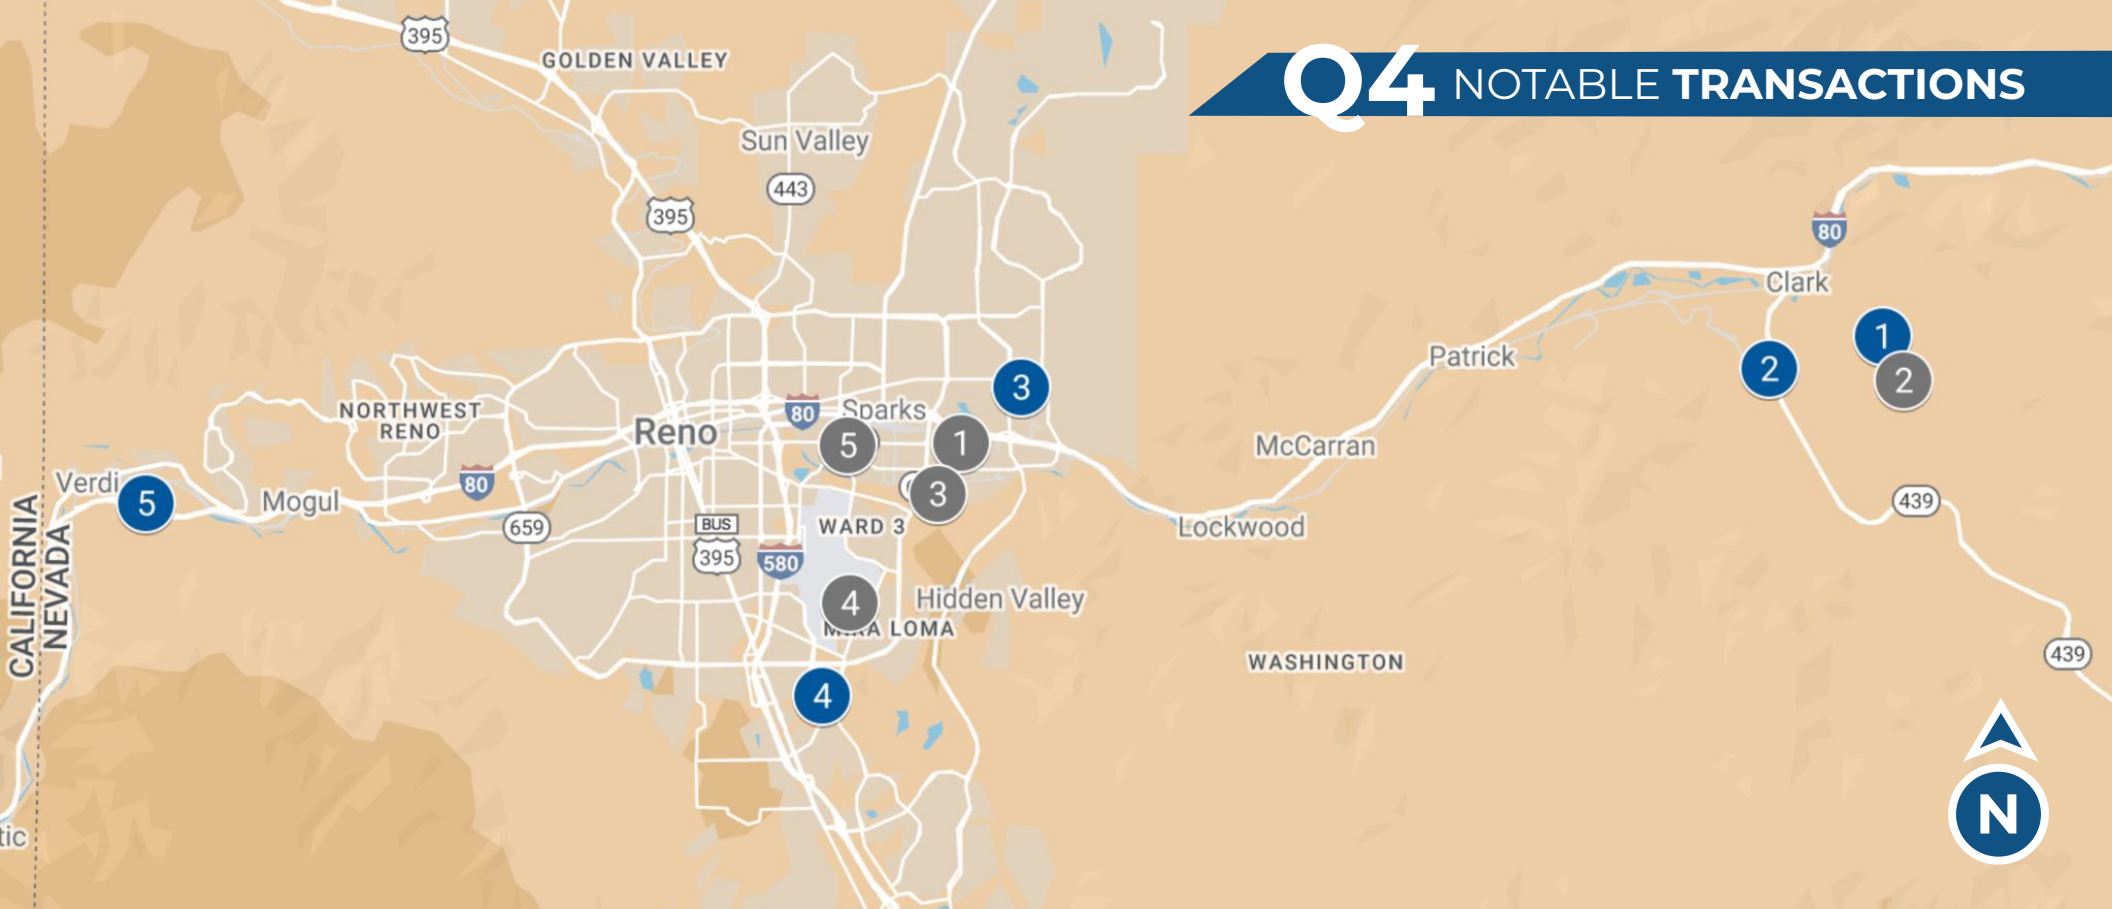 395
GOLDEN VALLEY
Q4 NOTABLE TRANSACTIONS
Sun Valley
443
395
80
Clark
1
2
2
Patrick
3
NORTHWEST
RENO
80
Sparks
Reno
5
1
McCarran
Verdi
5
Mogul
80
3
439
659
BUS
395
WARD 3
Lockwood
580
CALIFORNIA
NEVADA
4
Hidden Valley
MIRA LOMA
WASHINGTON
439
4
N
tic